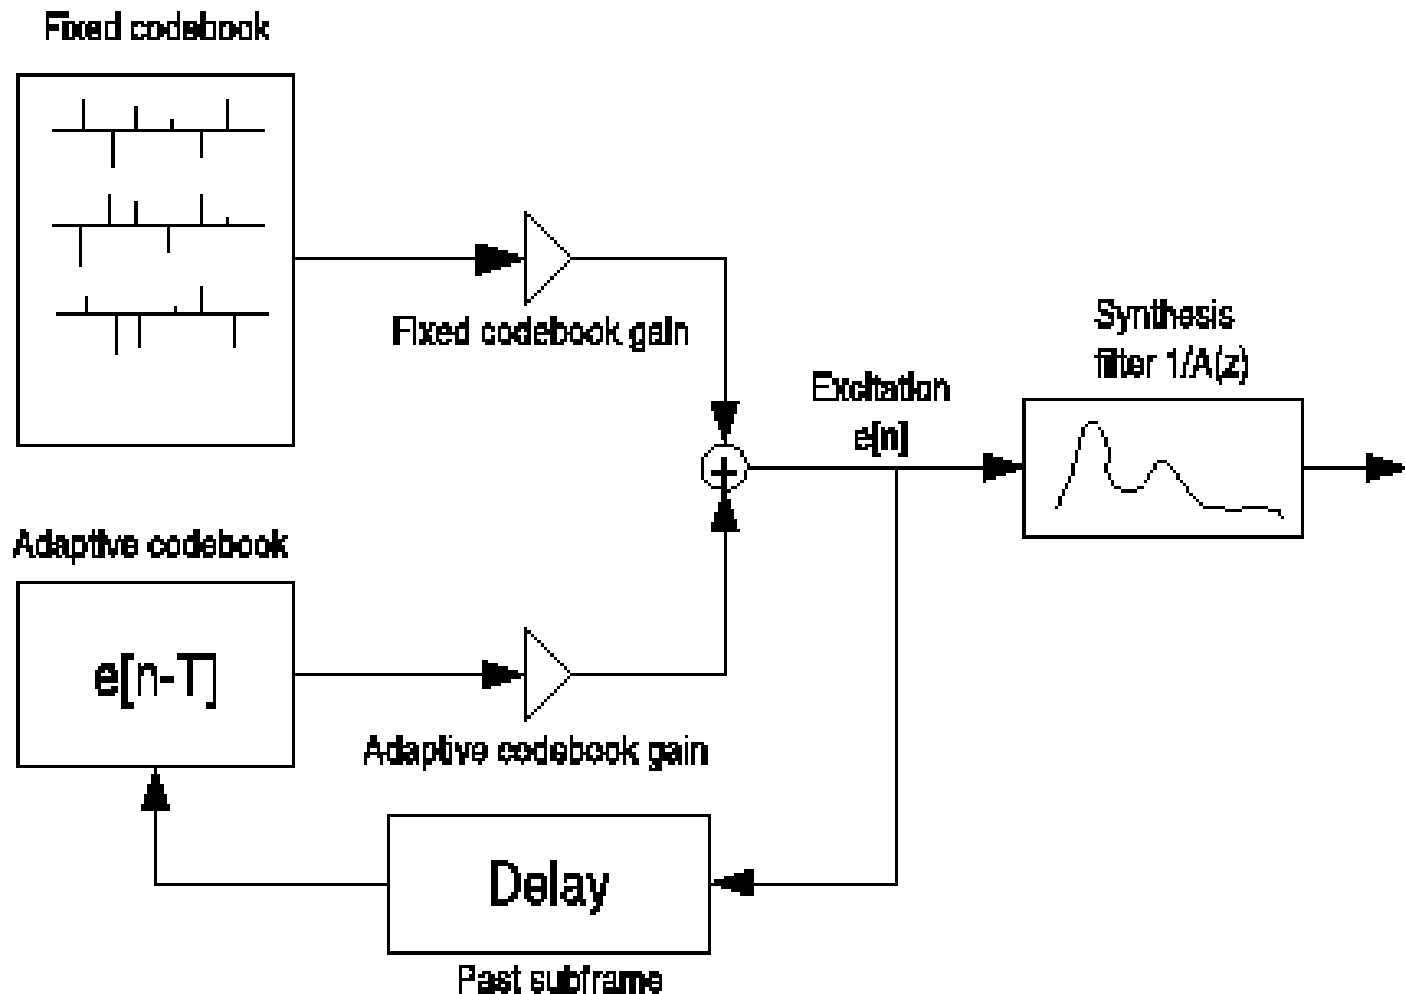 Fixed codebook
Fixed codebook gain
Synthesis
filter 1/A(z)
Excitation
e[n]
+
Adaptive codebook
e[n-T]
Adaptive codebook gain
Delay
Past subframe